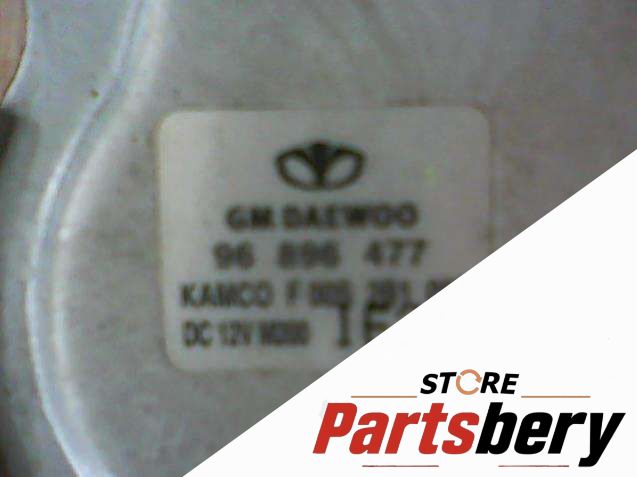 GM DAEWOO
96 896 477
KAMCO F
DC 12V
STORE
Partsbery